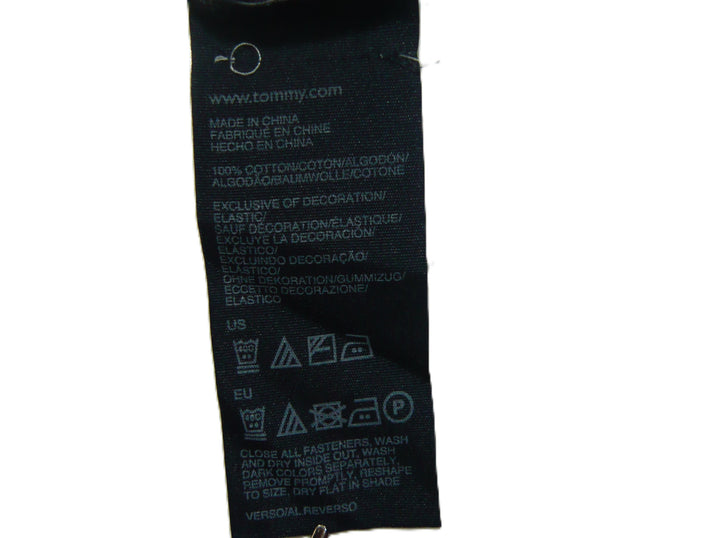 www.tommy.com
MADE IN CHINA
FABRIQUÉ EN CHINE
HECHO EN CHINA
100% COTTON/COTON/ALGODÓN/
ALGODÃO/BAUMWOLLE/COTONE
EXCLUSIVE OF DECORATION/
ELASTIC/
SAUF DÉCORATION/ÉLASTIQUE/
EXCLUYE LA DECORACIÓN/
ELÁSTICO/
EXCLUINDO DECORAÇÃO/
ELÁSTICO/
OHNE DEKORATION/GUMMIZUG/
ECCETTO DECORAZIONE/
ELASTICO
US
40C
EU
40C
P
CLOSE ALL FASTENERS, WASH
AND DRY INSIDE OUT, WASH
DARK COLORS SEPARATELY,
REMOVE PROMPTLY, RESHAPE
TO SIZE, DRY FLAT IN SHADE
VERSO/AL REVERSO